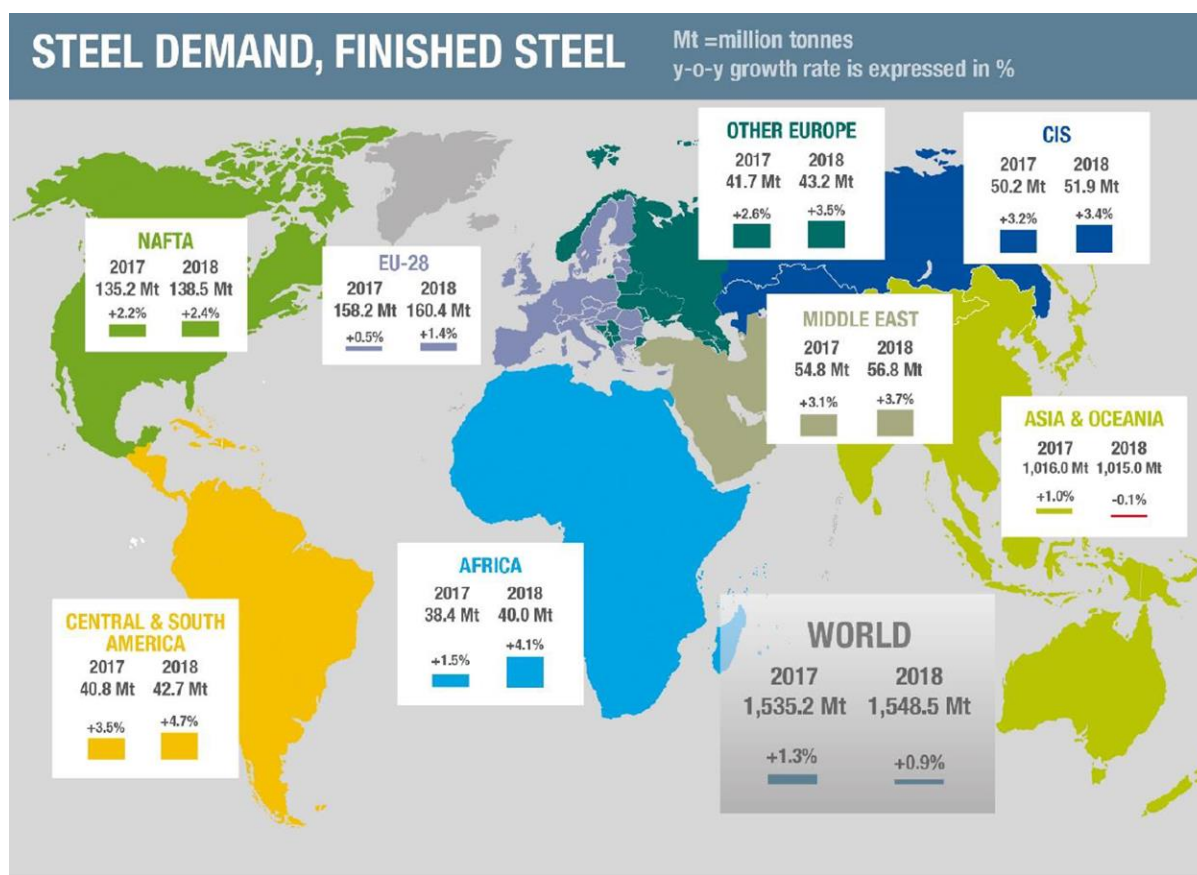 STEEL DEMAND, FINISHED STEEL
Mt =million tonnes
y-o-y growth rate is expressed in %
OTHER EUROPE
2017 2018
41.7 Mt 43.2 Mt
+2.6% +3.5%
CIS
2017 2018
50.2 Mt 51.9 Mt
+3.2% +3.4%
NAFTA
2017 2018
135.2 Mt 138.5 Mt
+2.2% +2.4%
EU-28
2017 2018
158.2 Mt 160.4 Mt
+0.5% +1.4%
MIDDLE EAST
2017 2018
54.8 Mt 56.8 Mt
+3.1% +3.7%
ASIA & OCEANIA
2017 2018
1,016.0 Mt 1,015.0 Mt
+1.0% -0.1%
AFRICA
2017 2018
38.4 Mt 40.0 Mt
+1.5% +4.1%
CENTRAL & SOUTH
AMERICA
2017 2018
40.8 Mt 42.7 Mt
+3.5% +4.7%
WORLD
2017 2018
1,535.2 Mt 1,548.5 Mt
+1.3% +0.9%